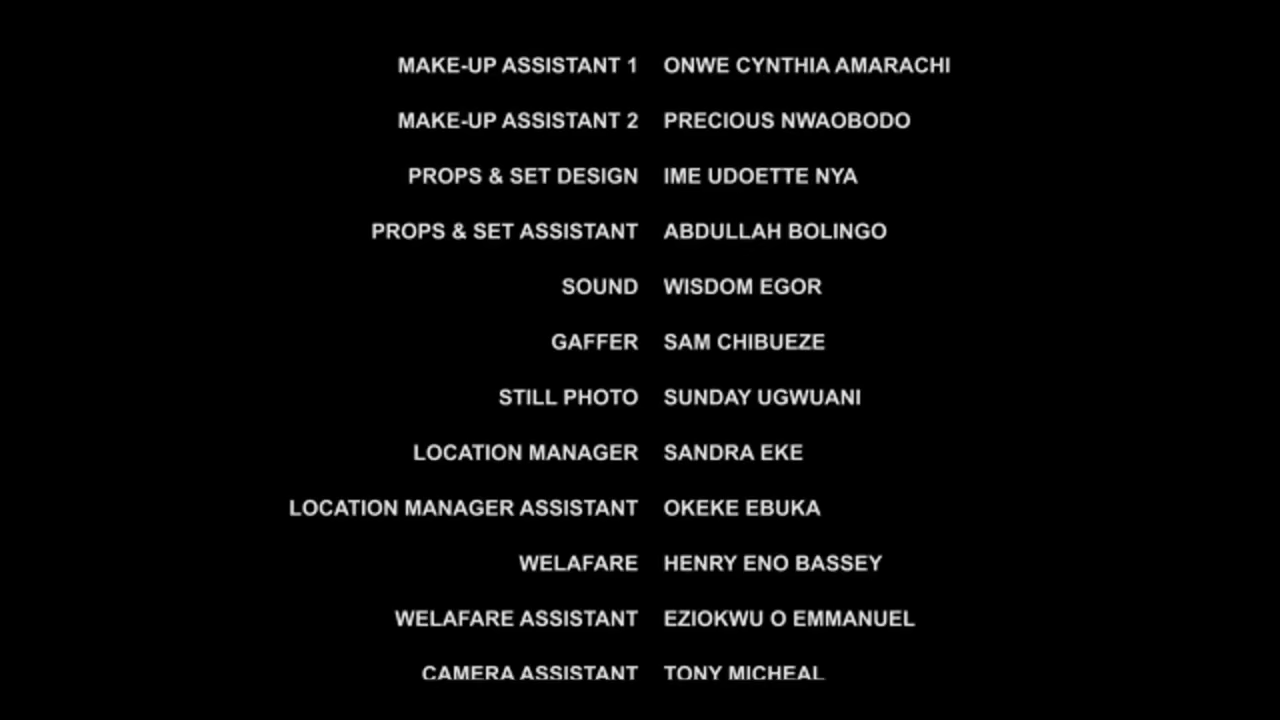 MAKE-UP ASSISTANT 1 ONWE CYNTHIA AMARACHI
MAKE-UP ASSISTANT 2 PRECIOUS NWAOBODO
PROPS & SET DESIGN IME UDOETTE NYA
PROPS & SET ASSISTANT ABDULLAH BOLINGO
SOUND WISDOM EGOR
GAFFER SAM CHIBUEZE
STILL PHOTO SUNDAY UGWUANI
LOCATION MANAGER SANDRA EKE
LOCATION MANAGER ASSISTANT OKEKE EBUKA
WELAFARE HENRY ENO BASSEY
WELAFARE ASSISTANT EZIOKWU O EMMANUEL
CAMERA ASSISTANT TONY MICHEAL